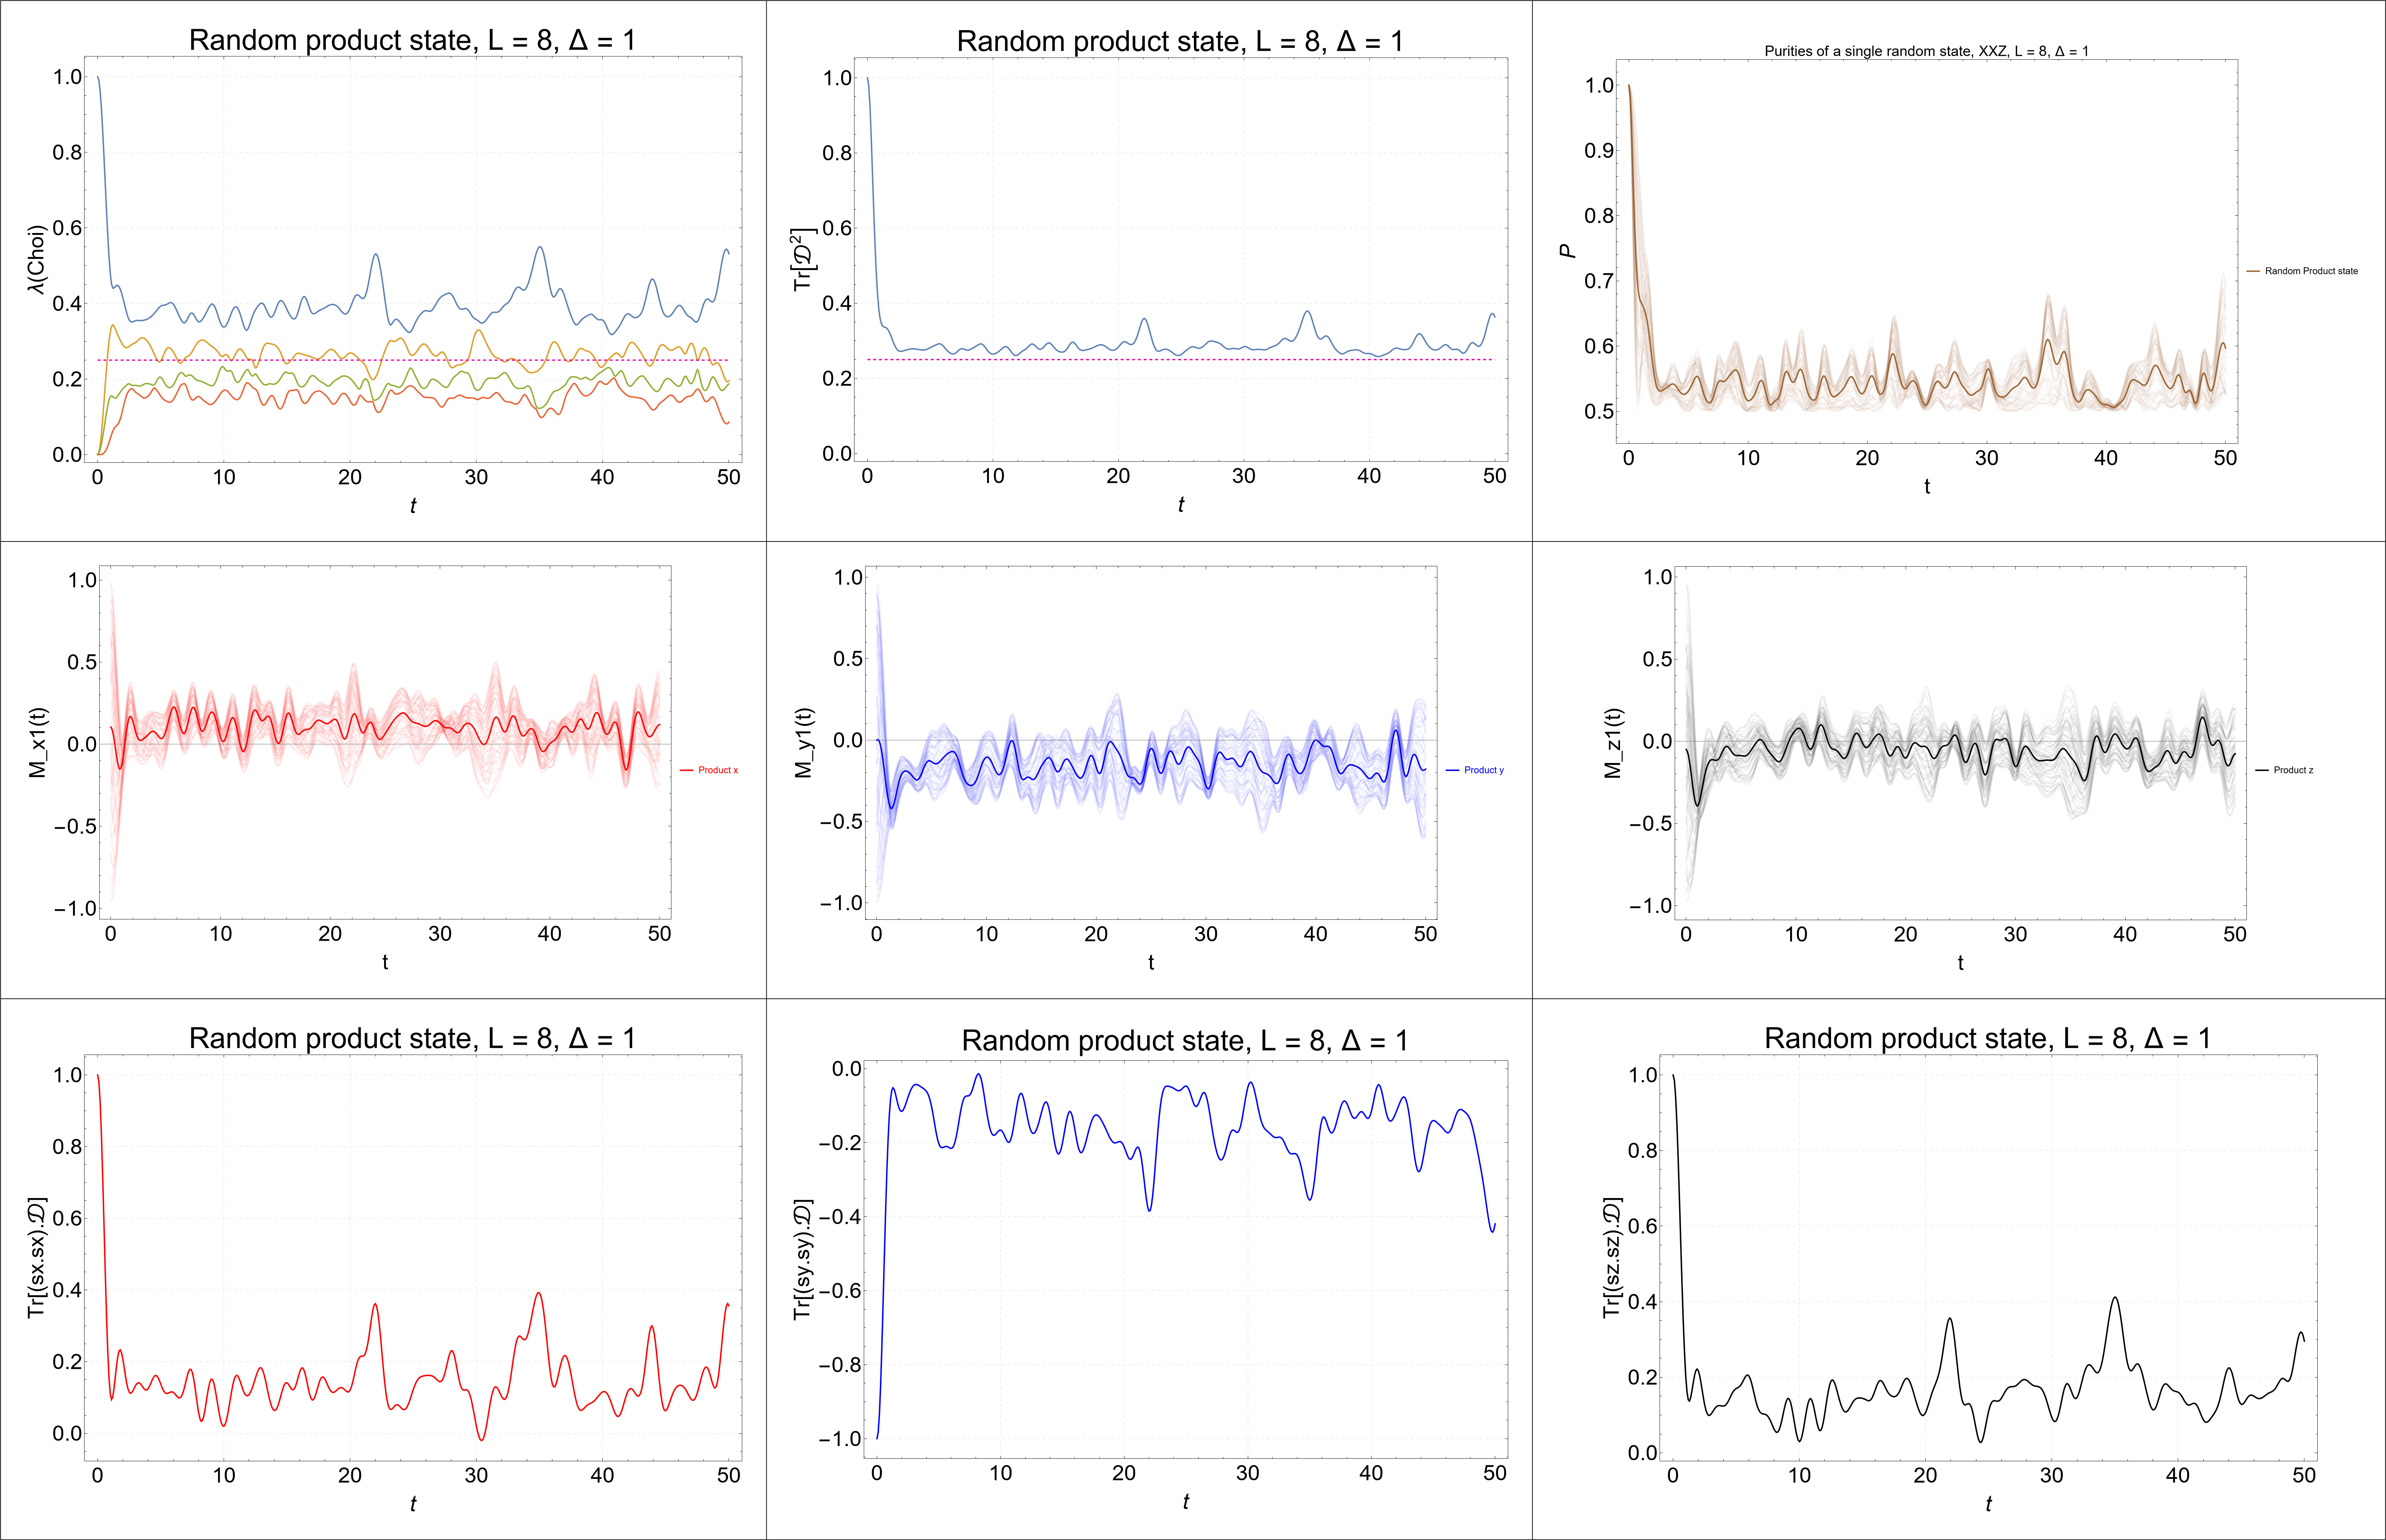 Random product state, L = 8, Δ = 1
λ(Choi)
1.0
0.8
0.6
0.4
0.2
0.0
0 10 20 30 40 50
t
Random product state, L = 8, Δ = 1
Tr[𝒟²]
1.0
0.8
0.6
0.4
0.2
0.0
0 10 20 30 40 50
t
Purities of a single random state, XXZ, L = 8, Δ = 1
P
1.0
0.9
0.8
0.7
0.6
0.5
0 10 20 30 40 50
t
Random Product state
M_x1(t)
1.0
0.5
0.0
−0.5
−1.0
0 10 20 30 40 50
t
Product x
M_y1(t)
1.0
0.5
0.0
−0.5
−1.0
0 10 20 30 40 50
t
Product y
M_z1(t)
1.0
0.5
0.0
−0.5
−1.0
0 10 20 30 40 50
t
Product z
Random product state, L = 8, Δ = 1
Tr[(sx.sx).𝒟]
1.0
0.8
0.6
0.4
0.2
0.0
0 10 20 30 40 50
t
Random product state, L = 8, Δ = 1
Tr[(sy.sy).𝒟]
0.0
−0.2
−0.4
−0.6
−0.8
−1.0
0 10 20 30 40 50
t
Random product state, L = 8, Δ = 1
Tr[(sz.sz).𝒟]
1.0
0.8
0.6
0.4
0.2
0.0
0 10 20 30 40 50
t